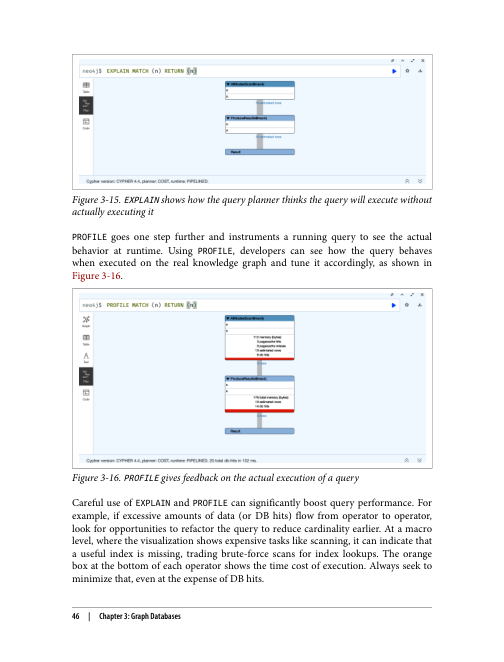 neo4j$ EXPLAIN MATCH (n) RETURN (n)
Table
Plan
Code
▼ AllNodesScan@neo4j
n
n
10 estimated rows
▼ ProduceResults@neo4j
n
n
10 estimated rows
Result
Cypher version: CYPHER 4.4, planner: COST, runtime: PIPELINED.
Figure 3-15. EXPLAIN shows how the query planner thinks the query will execute without
actually executing it
PROFILE goes one step further and instruments a running query to see the actual
behavior at runtime. Using PROFILE, developers can see how the query behaves
when executed on the real knowledge graph and tune it accordingly, as shown in
Figure 3-16.
neo4j$ PROFILE MATCH (n) RETURN (n)
Graph
Table
Text
Plan
Code
▼ AllNodesScan@neo4j
n
n
estimated rows
▼ ProduceResults@neo4j
n
n
estimated rows
Result
Cypher version: CYPHER 4.4, planner: COST, runtime: PIPELINED. 20 total db hits in 102 ms.
Figure 3-16. PROFILE gives feedback on the actual execution of a query
Careful use of EXPLAIN and PROFILE can significantly boost query performance. For
example, if excessive amounts of data (or DB hits) flow from operator to operator,
look for opportunities to refactor the query to reduce cardinality earlier. At a macro
level, where the visualization shows expensive tasks like scanning, it can indicate that
a useful index is missing, trading brute-force scans for index lookups. The orange
box at the bottom of each operator shows the time cost of execution. Always seek to
minimize that, even at the expense of DB hits.
46 | Chapter 3: Graph Databases